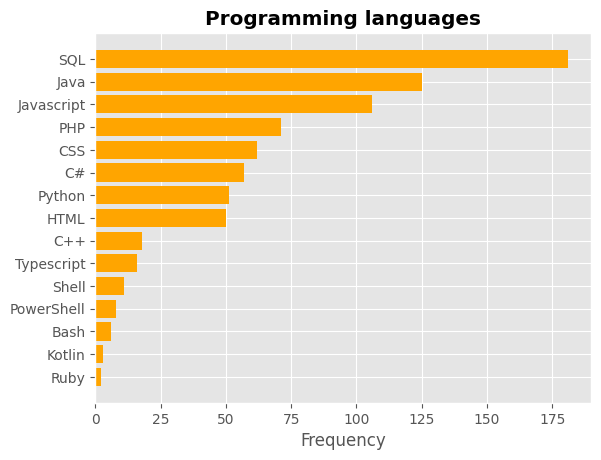 Programming languages
SQL
Java
Javascript
PHP
CSS
C#
Python
HTML
C++
Typescript
Shell
PowerShell
Bash
Kotlin
Ruby
0 25 50 75 100 125 150 175
Frequency